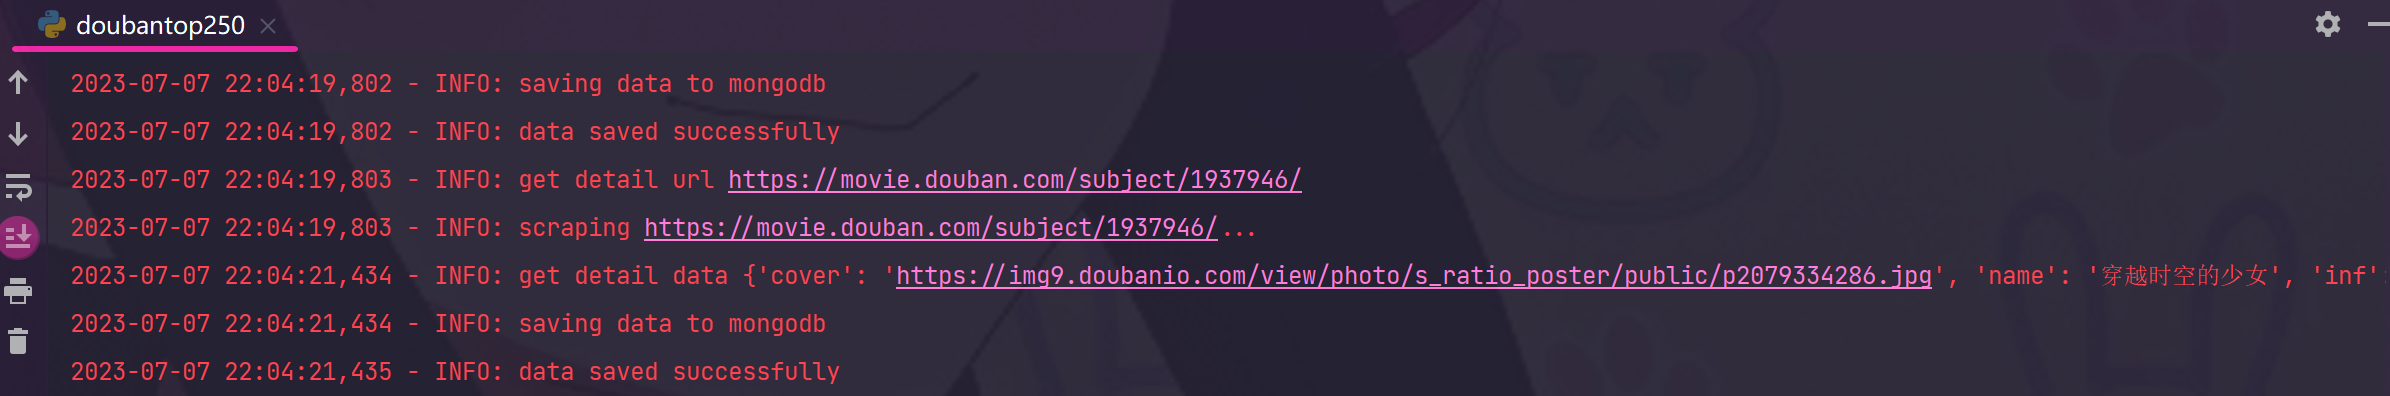 doubantop250
2023-07-07 22:04:19,802 - INFO: saving data to mongodb
2023-07-07 22:04:19,802 - INFO: data saved successfully
2023-07-07 22:04:19,803 - INFO: get detail url https://movie.douban.com/subject/1937946/
2023-07-07 22:04:19,803 - INFO: scraping https://movie.douban.com/subject/1937946/...
2023-07-07 22:04:21,434 - INFO: get detail data {'cover': 'https://img9.doubanio.com/view/photo/s_ratio_poster/public/p2079334286.jpg', 'name': '穿越时空的少女', 'inf':
2023-07-07 22:04:21,434 - INFO: saving data to mongodb
2023-07-07 22:04:21,435 - INFO: data saved successfully